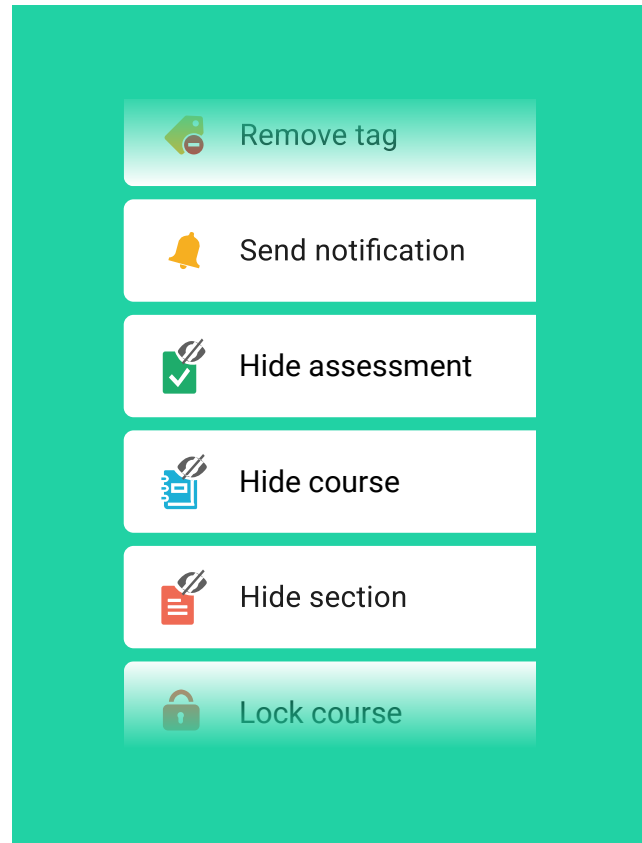 Remove tag
Send notification
Hide assessment
Hide course
Hide section
Lock course